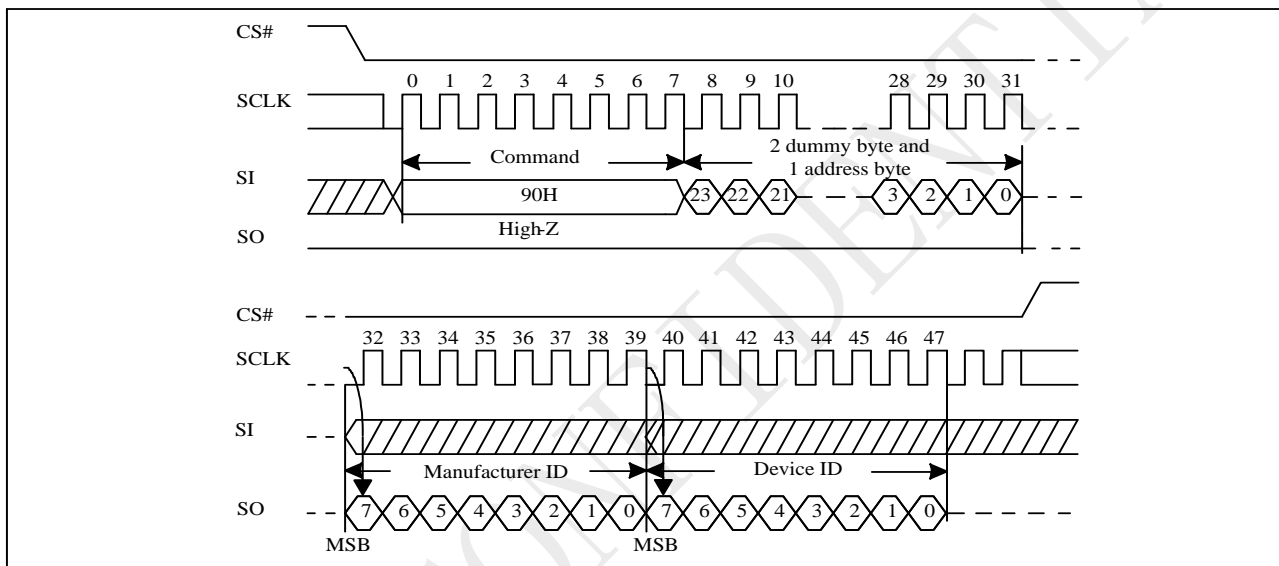 CS#
0 1 2 3 4 5 6 7 8 9 10 28 29 30 31
SCLK
Command
2 dummy byte and
1 address byte
SI
90H
23 22 21 3 2 1 0
High-Z
SO
CS#
32 33 34 35 36 37 38 39 40 41 42 43 44 45 46 47
SCLK
SI
Manufacturer ID
Device ID
SO
7 6 5 4 3 2 1 0 7 6 5 4 3 2 1 0
MSB
MSB